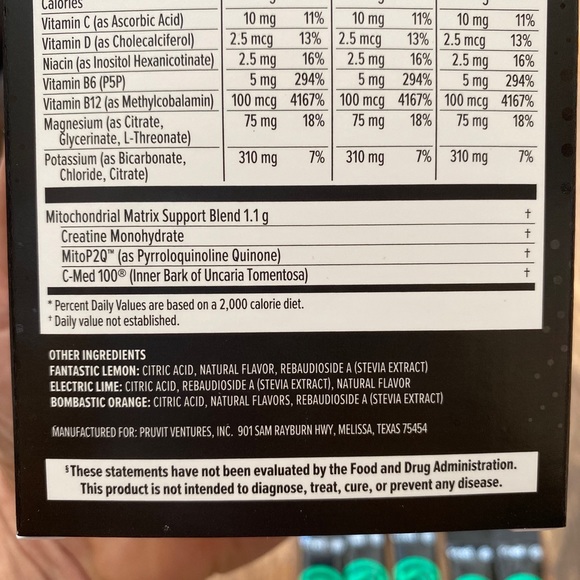 Calories
Vitamin C (as Ascorbic Acid) 10 mg 11% 10 mg 11% 10 mg 11%
Vitamin D (as Cholecalciferol) 2.5 mcg 13% 2.5 mcg 13% 2.5 mcg 13%
Niacin (as Inositol Hexanicotinate) 2.5 mg 16% 2.5 mg 16% 2.5 mg 16%
Vitamin B6 (P5P) 5 mg 294% 5 mg 294% 5 mg 294%
Vitamin B12 (as Methylcobalamin) 100 mcg 4167% 100 mcg 4167% 100 mcg 4167%
Magnesium (as Citrate, 75 mg 18% 75 mg 18% 75 mg 18%
Glycerinate, L-Threonate)
Potassium (as Bicarbonate, 310 mg 7% 310 mg 7% 310 mg 7%
Chloride, Citrate)
Mitochondrial Matrix Support Blend 1.1 g †
Creatine Monohydrate †
MitoP2Q™ (as Pyrroloquinoline Quinone) †
C-Med 100® (Inner Bark of Uncaria Tomentosa) †
* Percent Daily Values are based on a 2,000 calorie diet.
† Daily value not established.
OTHER INGREDIENTS
FANTASTIC LEMON: CITRIC ACID, NATURAL FLAVOR, REBAUDIOSIDE A (STEVIA EXTRACT)
ELECTRIC LIME: CITRIC ACID, REBAUDIOSIDE A (STEVIA EXTRACT), NATURAL FLAVOR
BOMBASTIC ORANGE: CITRIC ACID, NATURAL FLAVORS, REBAUDIOSIDE A (STEVIA EXTRACT)
MANUFACTURED FOR: PRUVIT VENTURES, INC. 901 SAM RAYBURN HWY, MELISSA, TEXAS 75454
§These statements have not been evaluated by the Food and Drug Administration.
This product is not intended to diagnose, treat, cure, or prevent any disease.